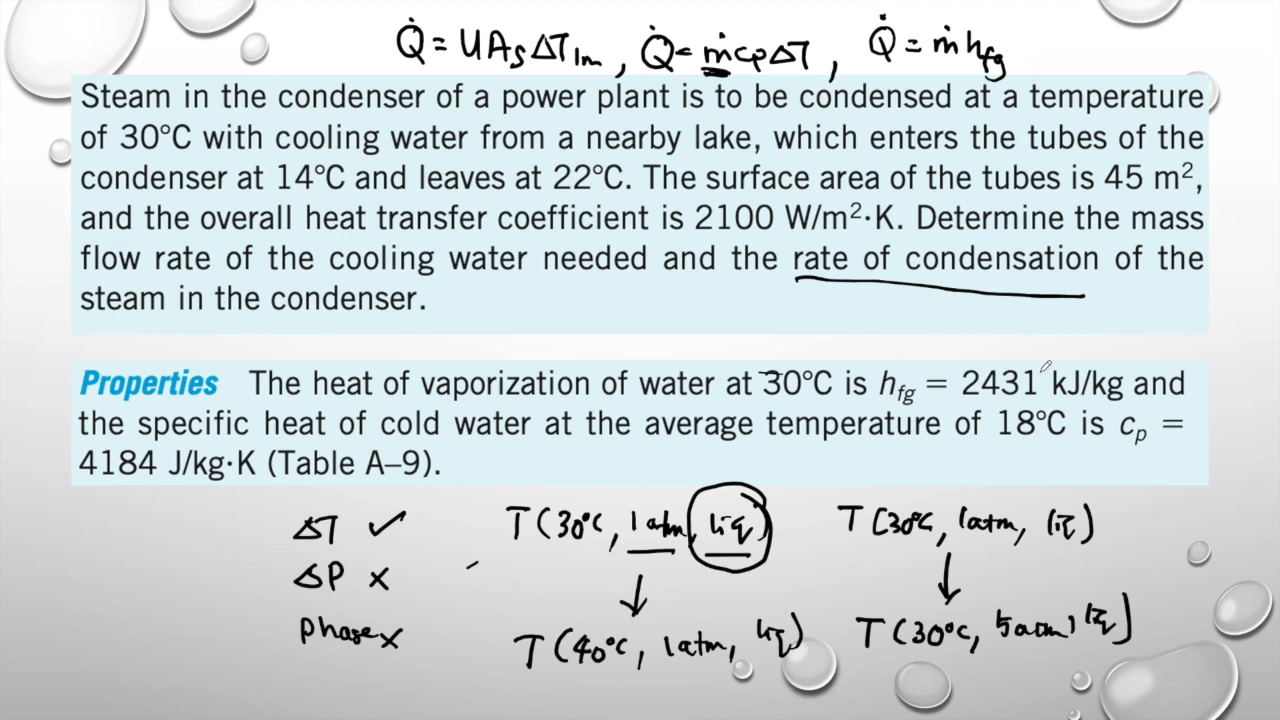 Q̇ = UAsΔTlm , Q̇ = ṁcpΔT , Q̇ = ṁhfg
Steam in the condenser of a power plant is to be condensed at a temperature
of 30°C with cooling water from a nearby lake, which enters the tubes of the
condenser at 14°C and leaves at 22°C. The surface area of the tubes is 45 m²,
and the overall heat transfer coefficient is 2100 W/m²·K. Determine the mass
flow rate of the cooling water needed and the rate of condensation of the
steam in the condenser.
Properties The heat of vaporization of water at 30°C is hfg = 2431 kJ/kg and
the specific heat of cold water at the average temperature of 18°C is cp =
4184 J/kg·K (Table A–9).
ΔT ✓ T(30°C, 1atm, liq) T(30°C, 1atm, liq)
ΔP × ↓ ↓
Phase × T(40°C, 1atm, liq) T(30°C, 5atm, liq)